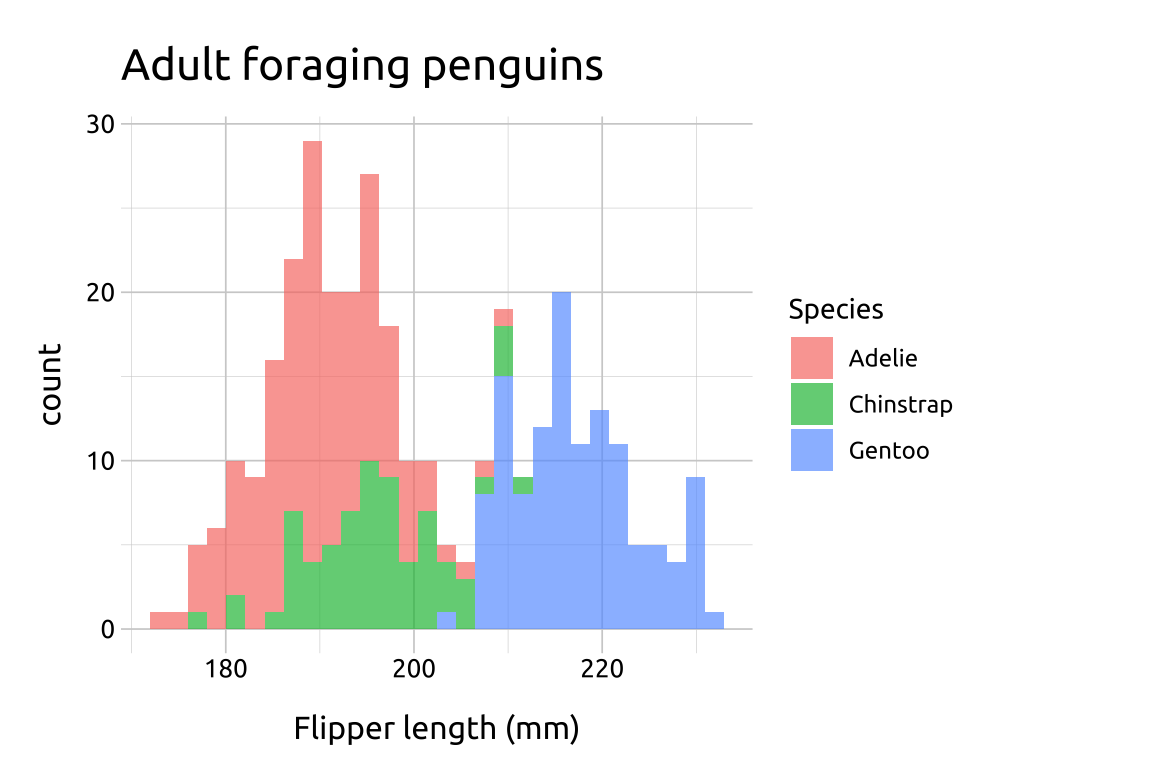 Adult foraging penguins
30
20
10
0
count
180 200 220
Flipper length (mm)
Species
Adelie
Chinstrap
Gentoo